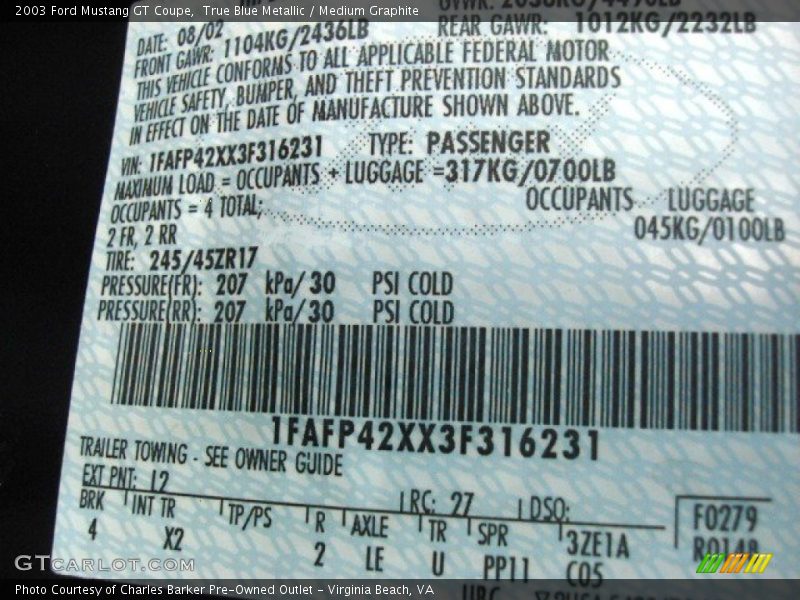 2003 Ford Mustang GT Coupe, True Blue Metallic / Medium Graphite
DATE: 08/02
REAR GAWR: 1012KG/2232LB
FRONT GAWR: 1104KG/2436LB
THIS VEHICLE CONFORMS TO ALL APPLICABLE FEDERAL MOTOR
VEHICLE SAFETY, BUMPER, AND THEFT PREVENTION STANDARDS
IN EFFECT ON THE DATE OF MANUFACTURE SHOWN ABOVE.
VIN: 1FAFP42XX3F316231 TYPE: PASSENGER
MAXIMUM LOAD = OCCUPANTS + LUGGAGE =317KG/0700LB
OCCUPANTS = 4 TOTAL; OCCUPANTS LUGGAGE
2 FR, 2 RR 045KG/0100LB
TIRE: 245/45ZR17
PRESSURE(FR): 207 kPa/ 30 PSI COLD
PRESSURE(RR): 207 kPa/ 30 PSI COLD
1FAFP42XX3F316231
TRAILER TOWING - SEE OWNER GUIDE
EXT PNT: L2 RC: 27 DSO: F0279
BRK INT TR TP/PS R AXLE TR SPR 3ZE1A
4 X2 2 LE U PP11 C05
GTCARLOT.COM
Photo Courtesy of Charles Barker Pre-Owned Outlet - Virginia Beach, VA